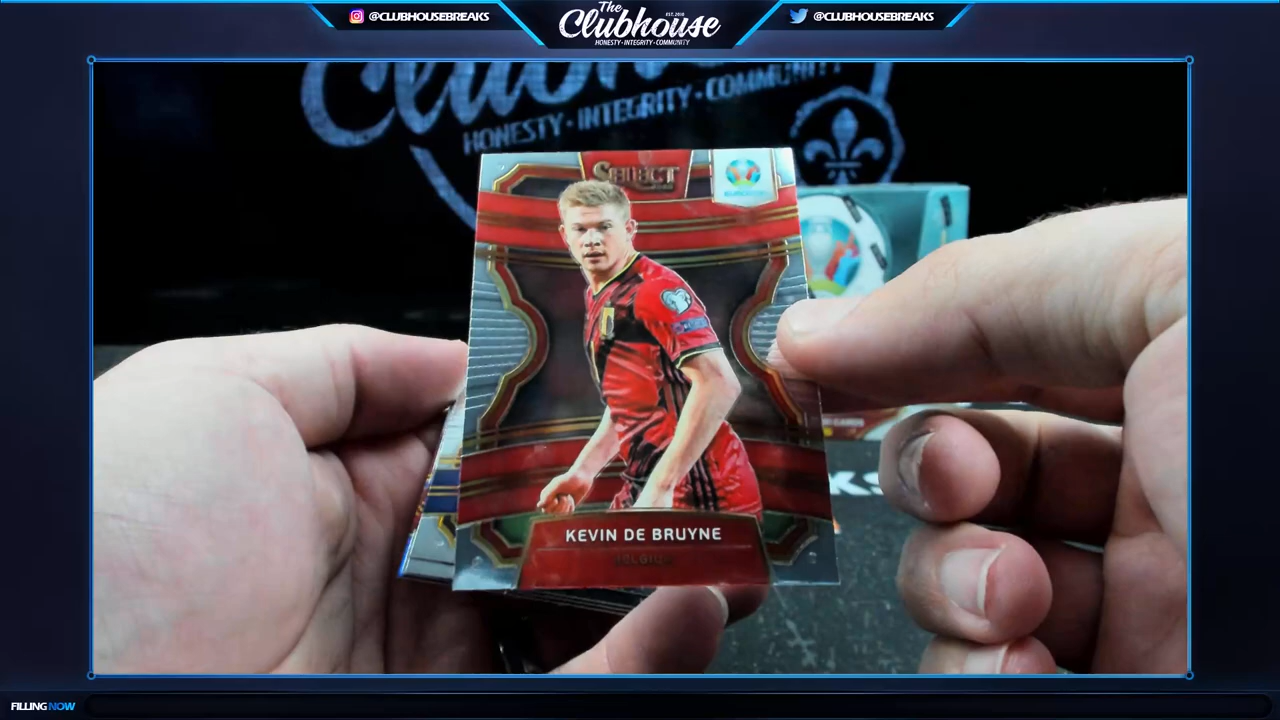 @CLUBHOUSEBREAKS
The
Clubhouse
EST. 2018
HONESTY • INTEGRITY • COMMUNITY
@CLUBHOUSEBREAKS
HONESTY • INTEGRITY • COMMUNITY
SELECT
KEVIN DE BRUYNE
BELGIUM
FILLING NOW